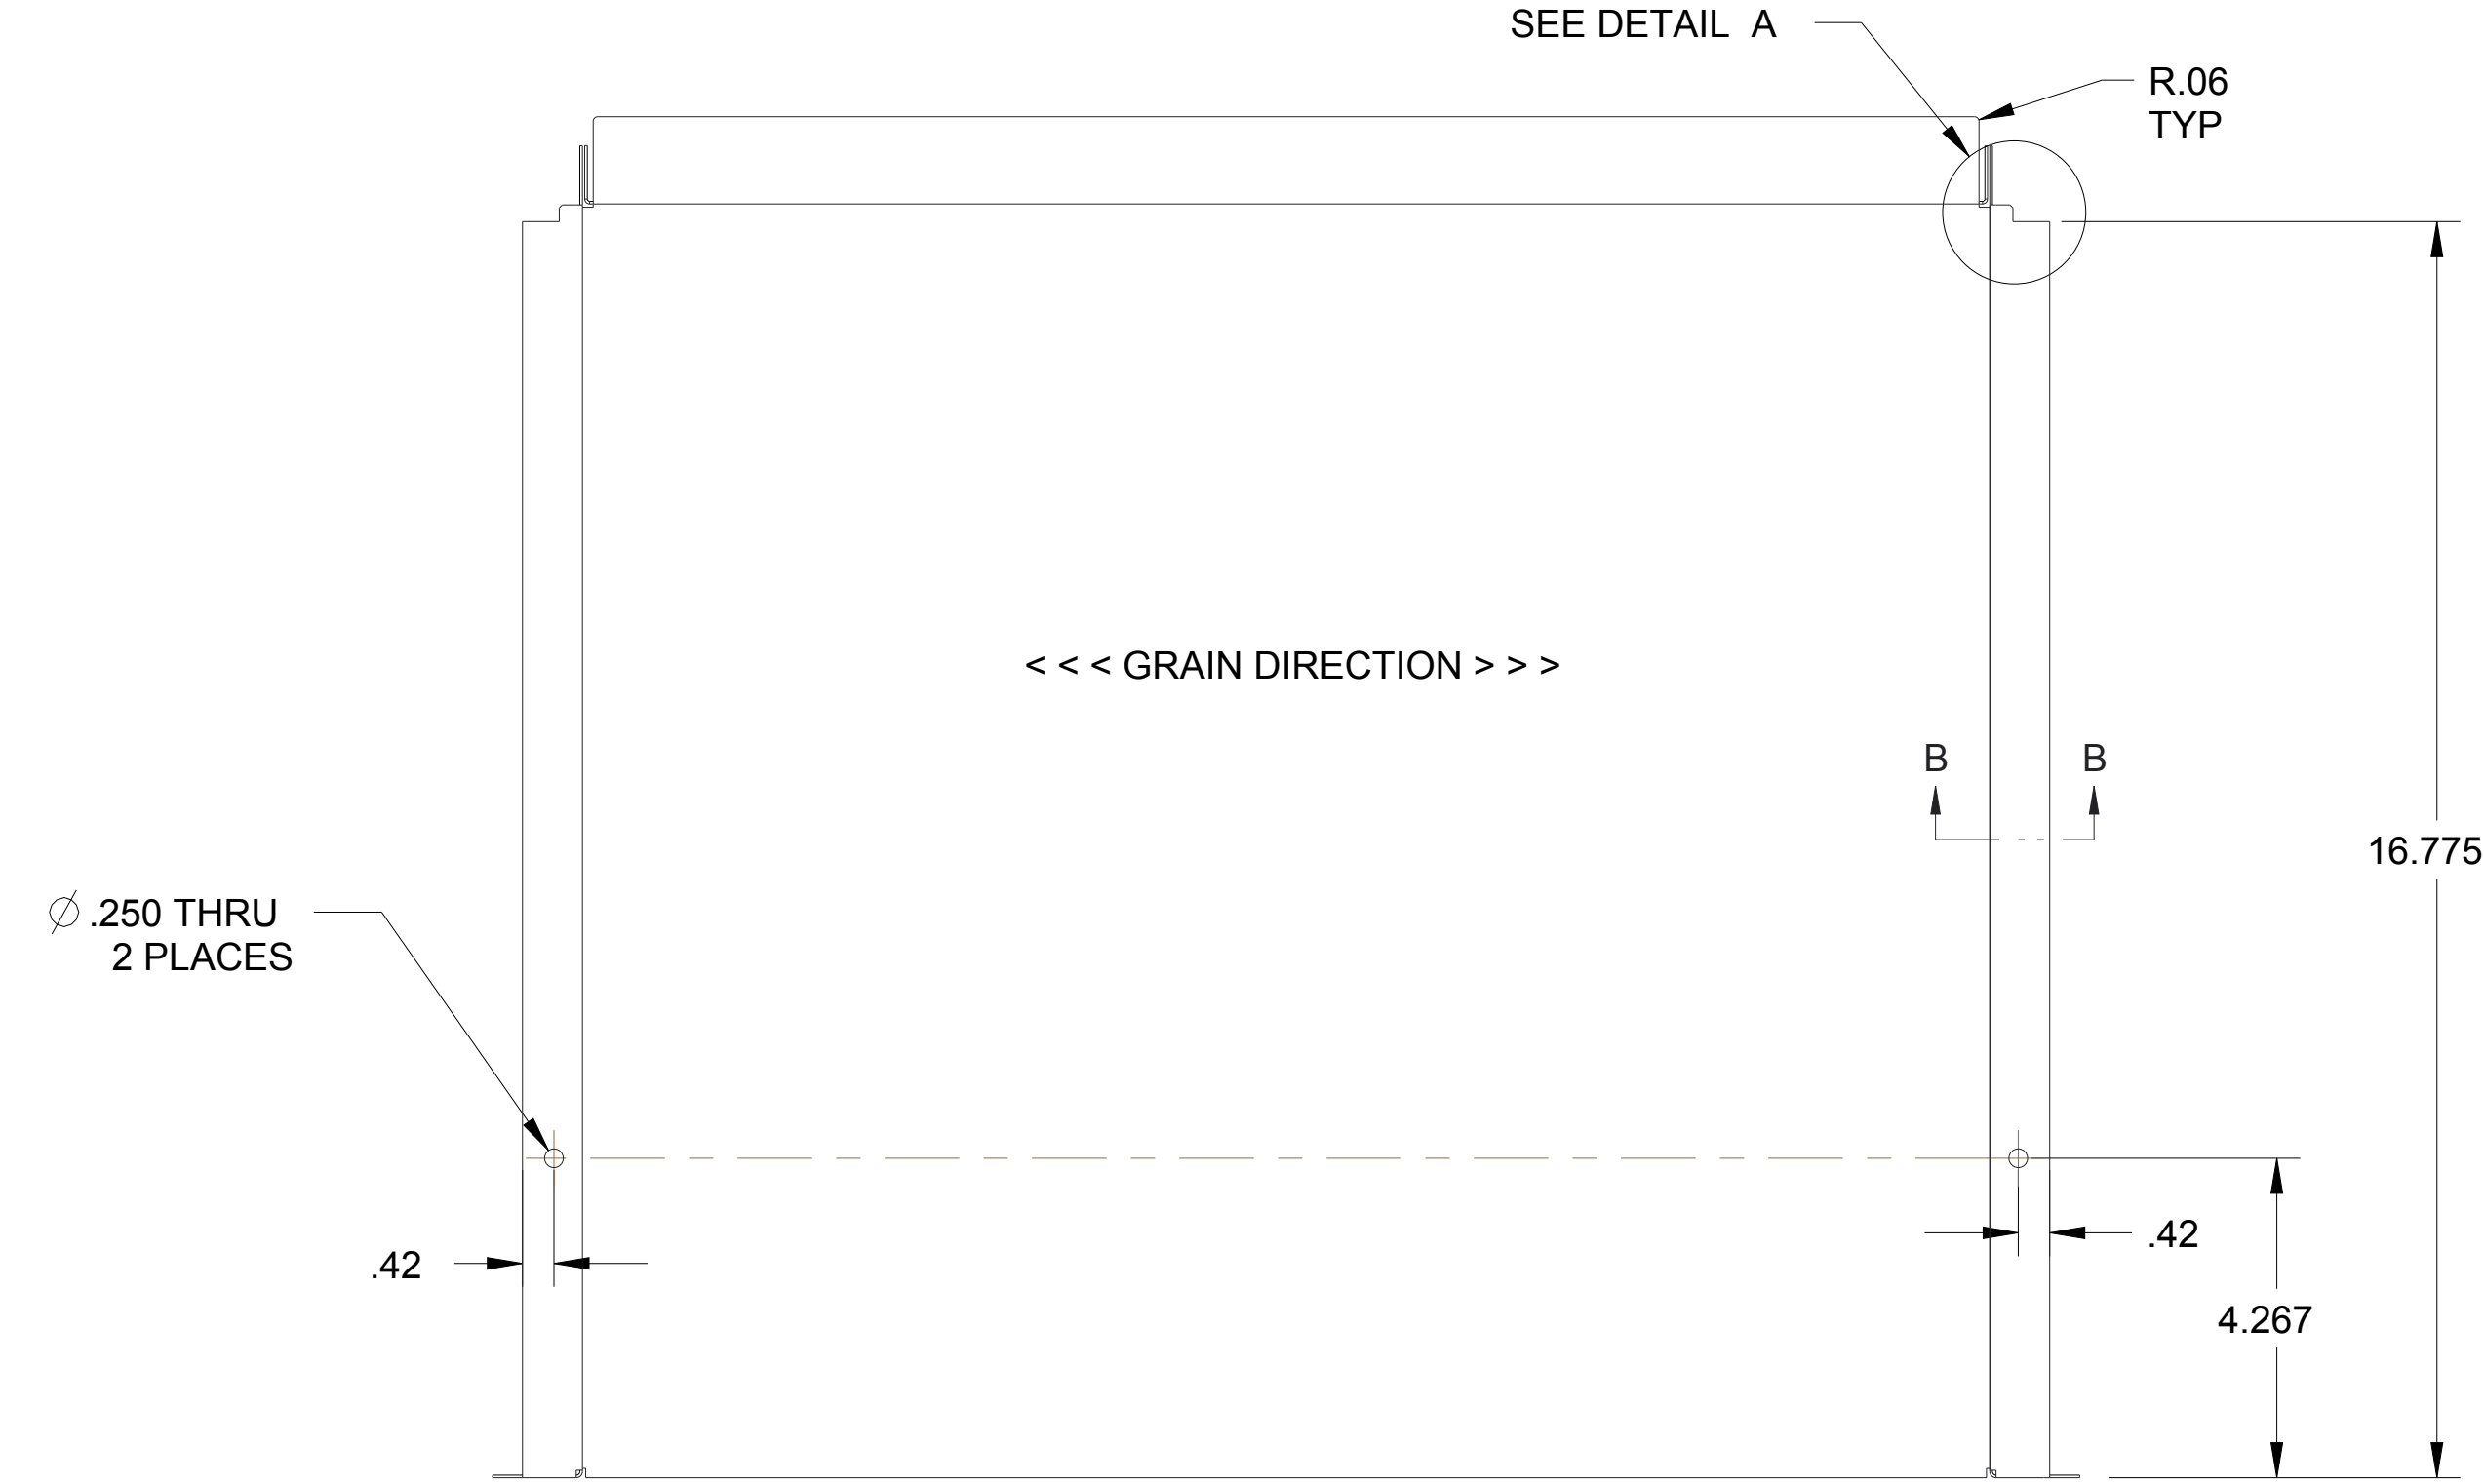 SEE DETAIL A
R.06
TYP
< < < GRAIN DIRECTION > > >
B B
16.775
⌀ .250 THRU
2 PLACES
.42
.42
4.267